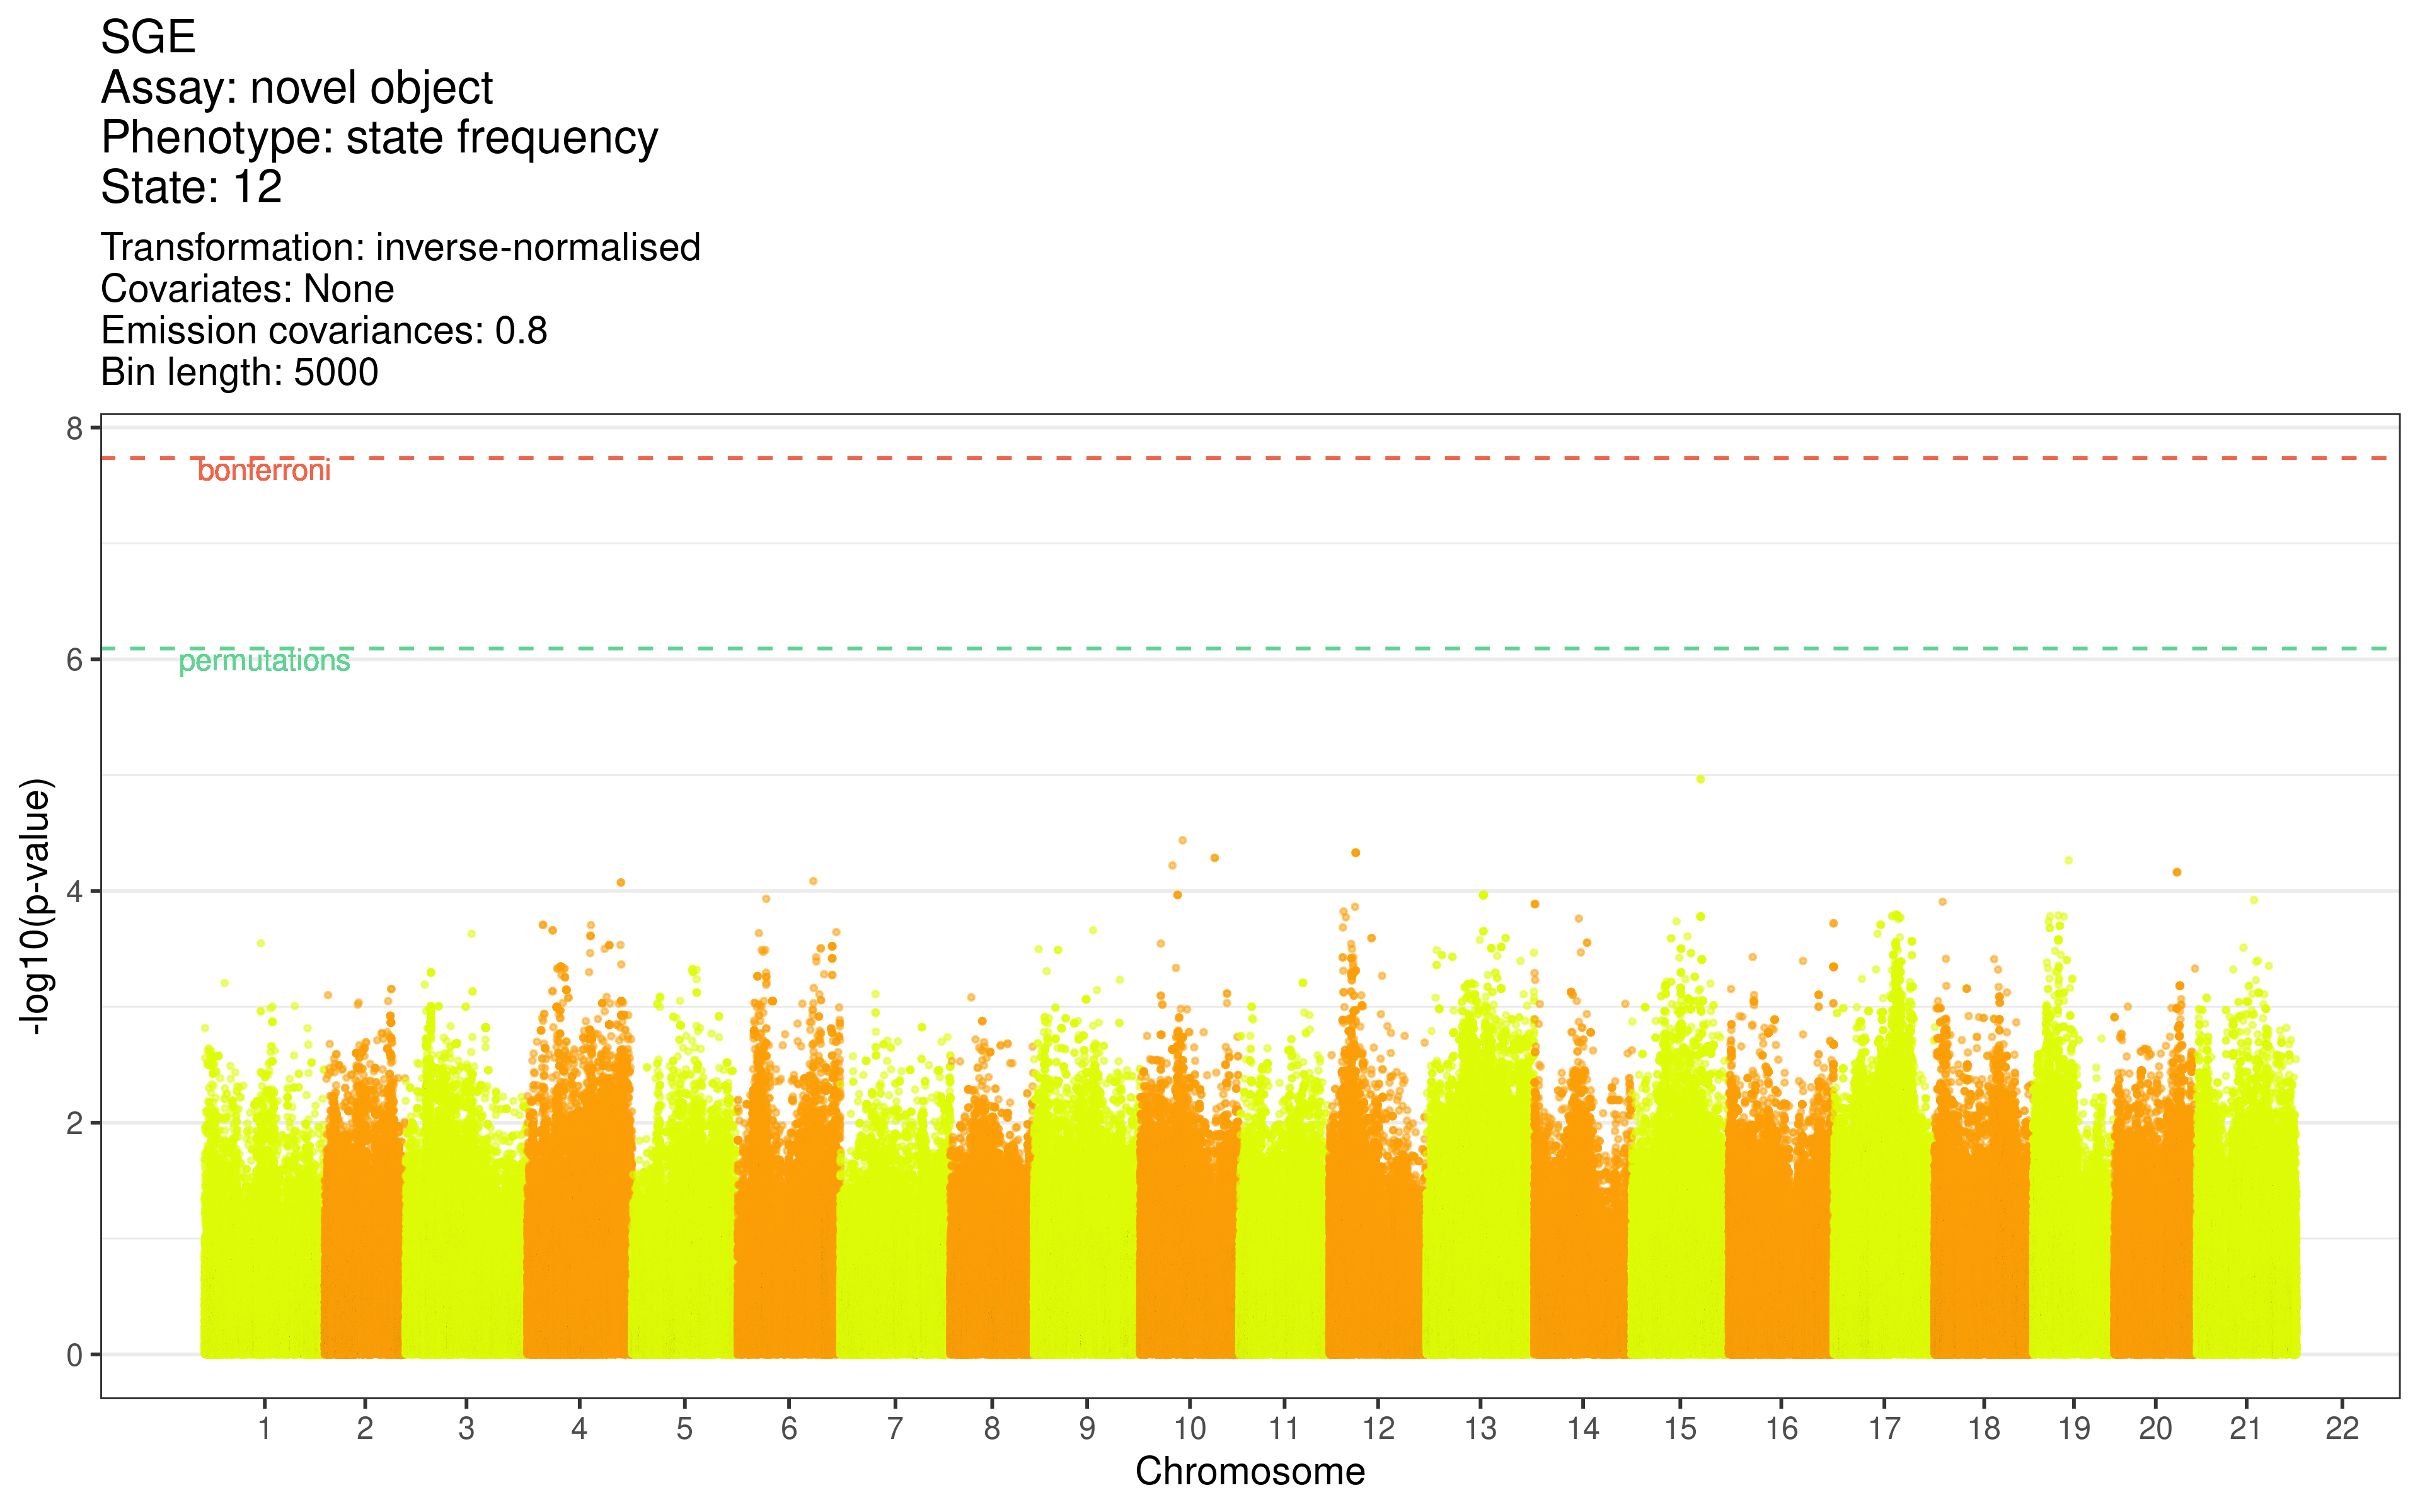 SGE
Assay: novel object
Phenotype: state frequency
State: 12
Transformation: inverse-normalised
Covariates: None
Emission covariances: 0.8
Bin length: 5000
8
bonferroni
6
permutations
4
2
0
-log10(p-value)
1 2 3 4 5 6 7 8 9 10 11 12 13 14 15 16 17 18 19 20 21 22
Chromosome